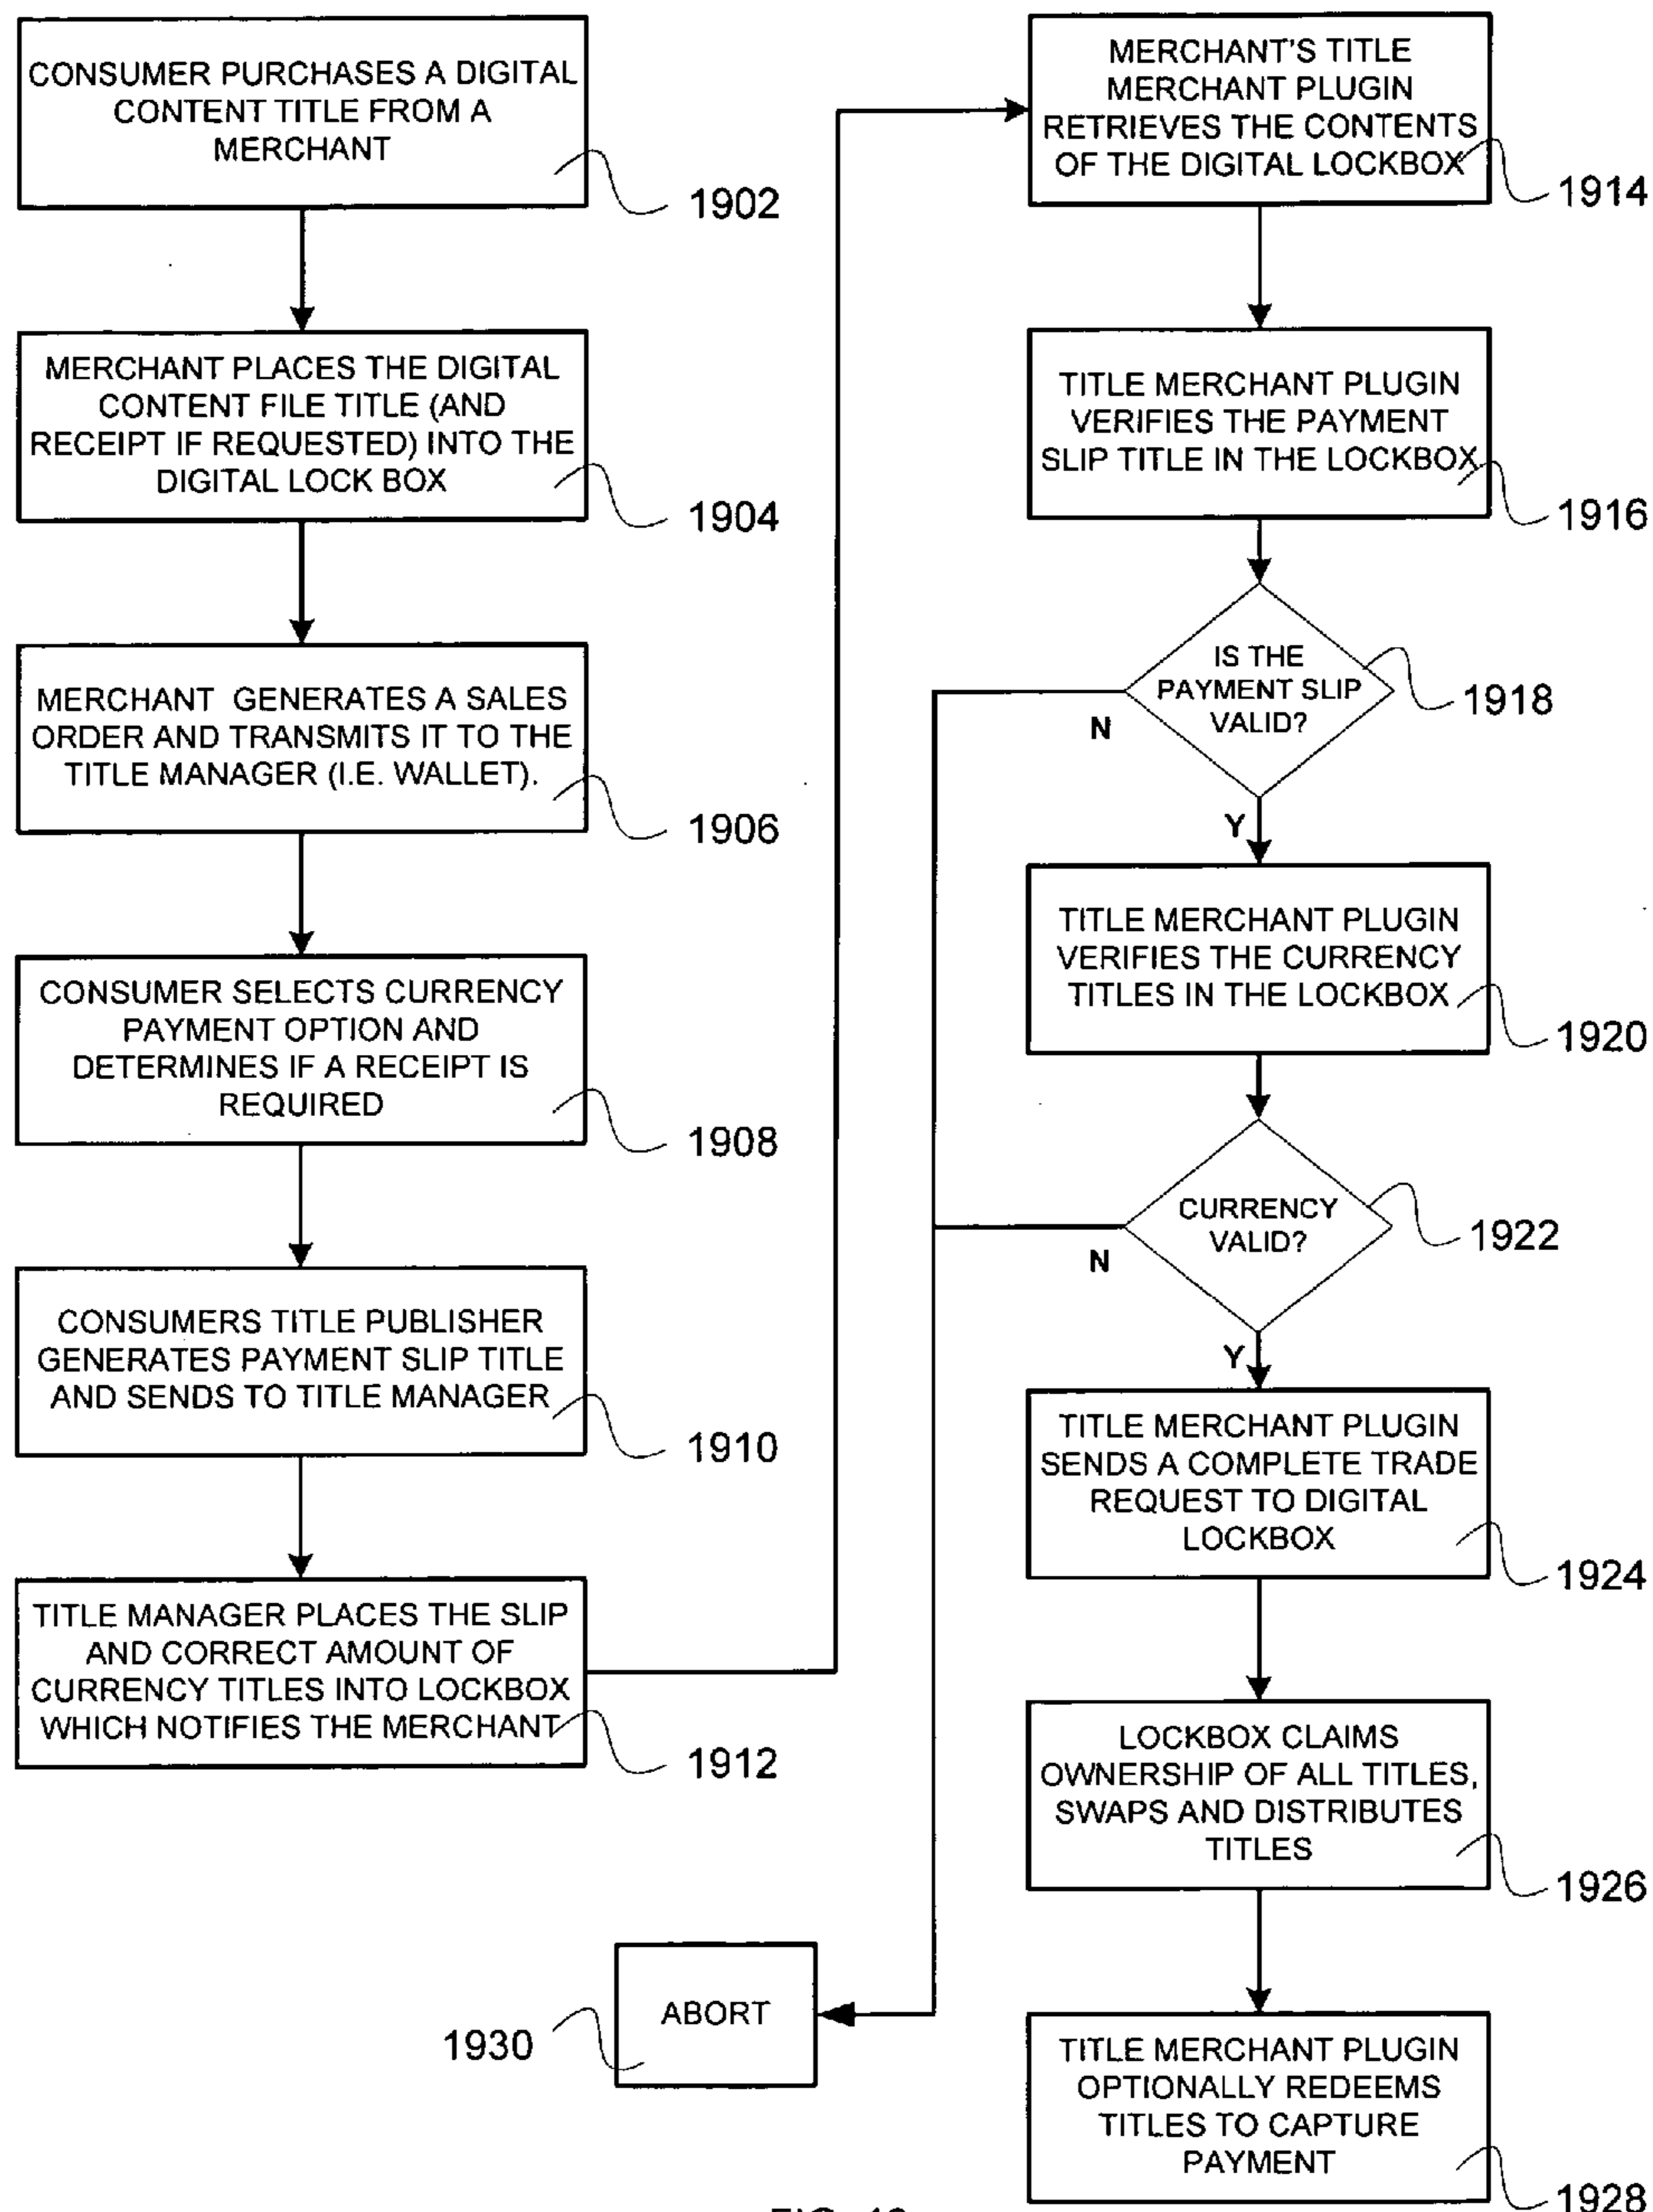 CONSUMER PURCHASES A DIGITAL
CONTENT TITLE FROM A
MERCHANT
1902
MERCHANT PLACES THE DIGITAL
CONTENT FILE TITLE (AND
RECEIPT IF REQUESTED) INTO THE
DIGITAL LOCK BOX
1904
MERCHANT GENERATES A SALES
ORDER AND TRANSMITS IT TO THE
TITLE MANAGER (I.E. WALLET).
1906
CONSUMER SELECTS CURRENCY
PAYMENT OPTION AND
DETERMINES IF A RECEIPT IS
REQUIRED
1908
CONSUMERS TITLE PUBLISHER
GENERATES PAYMENT SLIP TITLE
AND SENDS TO TITLE MANAGER
1910
TITLE MANAGER PLACES THE SLIP
AND CORRECT AMOUNT OF
CURRENCY TITLES INTO LOCKBOX
WHICH NOTIFIES THE MERCHANT
1912
MERCHANT'S TITLE
MERCHANT PLUGIN
RETRIEVES THE CONTENTS
OF THE DIGITAL LOCKBOX
1914
TITLE MERCHANT PLUGIN
VERIFIES THE PAYMENT
SLIP TITLE IN THE LOCKBOX
1916
IS THE
PAYMENT SLIP
VALID?
1918
N
Y
TITLE MERCHANT PLUGIN
VERIFIES THE CURRENCY
TITLES IN THE LOCKBOX
1920
CURRENCY
VALID?
1922
N
Y
TITLE MERCHANT PLUGIN
SENDS A COMPLETE TRADE
REQUEST TO DIGITAL
LOCKBOX
1924
LOCKBOX CLAIMS
OWNERSHIP OF ALL TITLES,
SWAPS AND DISTRIBUTES
TITLES
1926
ABORT
1930
TITLE MERCHANT PLUGIN
OPTIONALLY REDEEMS
TITLES TO CAPTURE
PAYMENT
1928